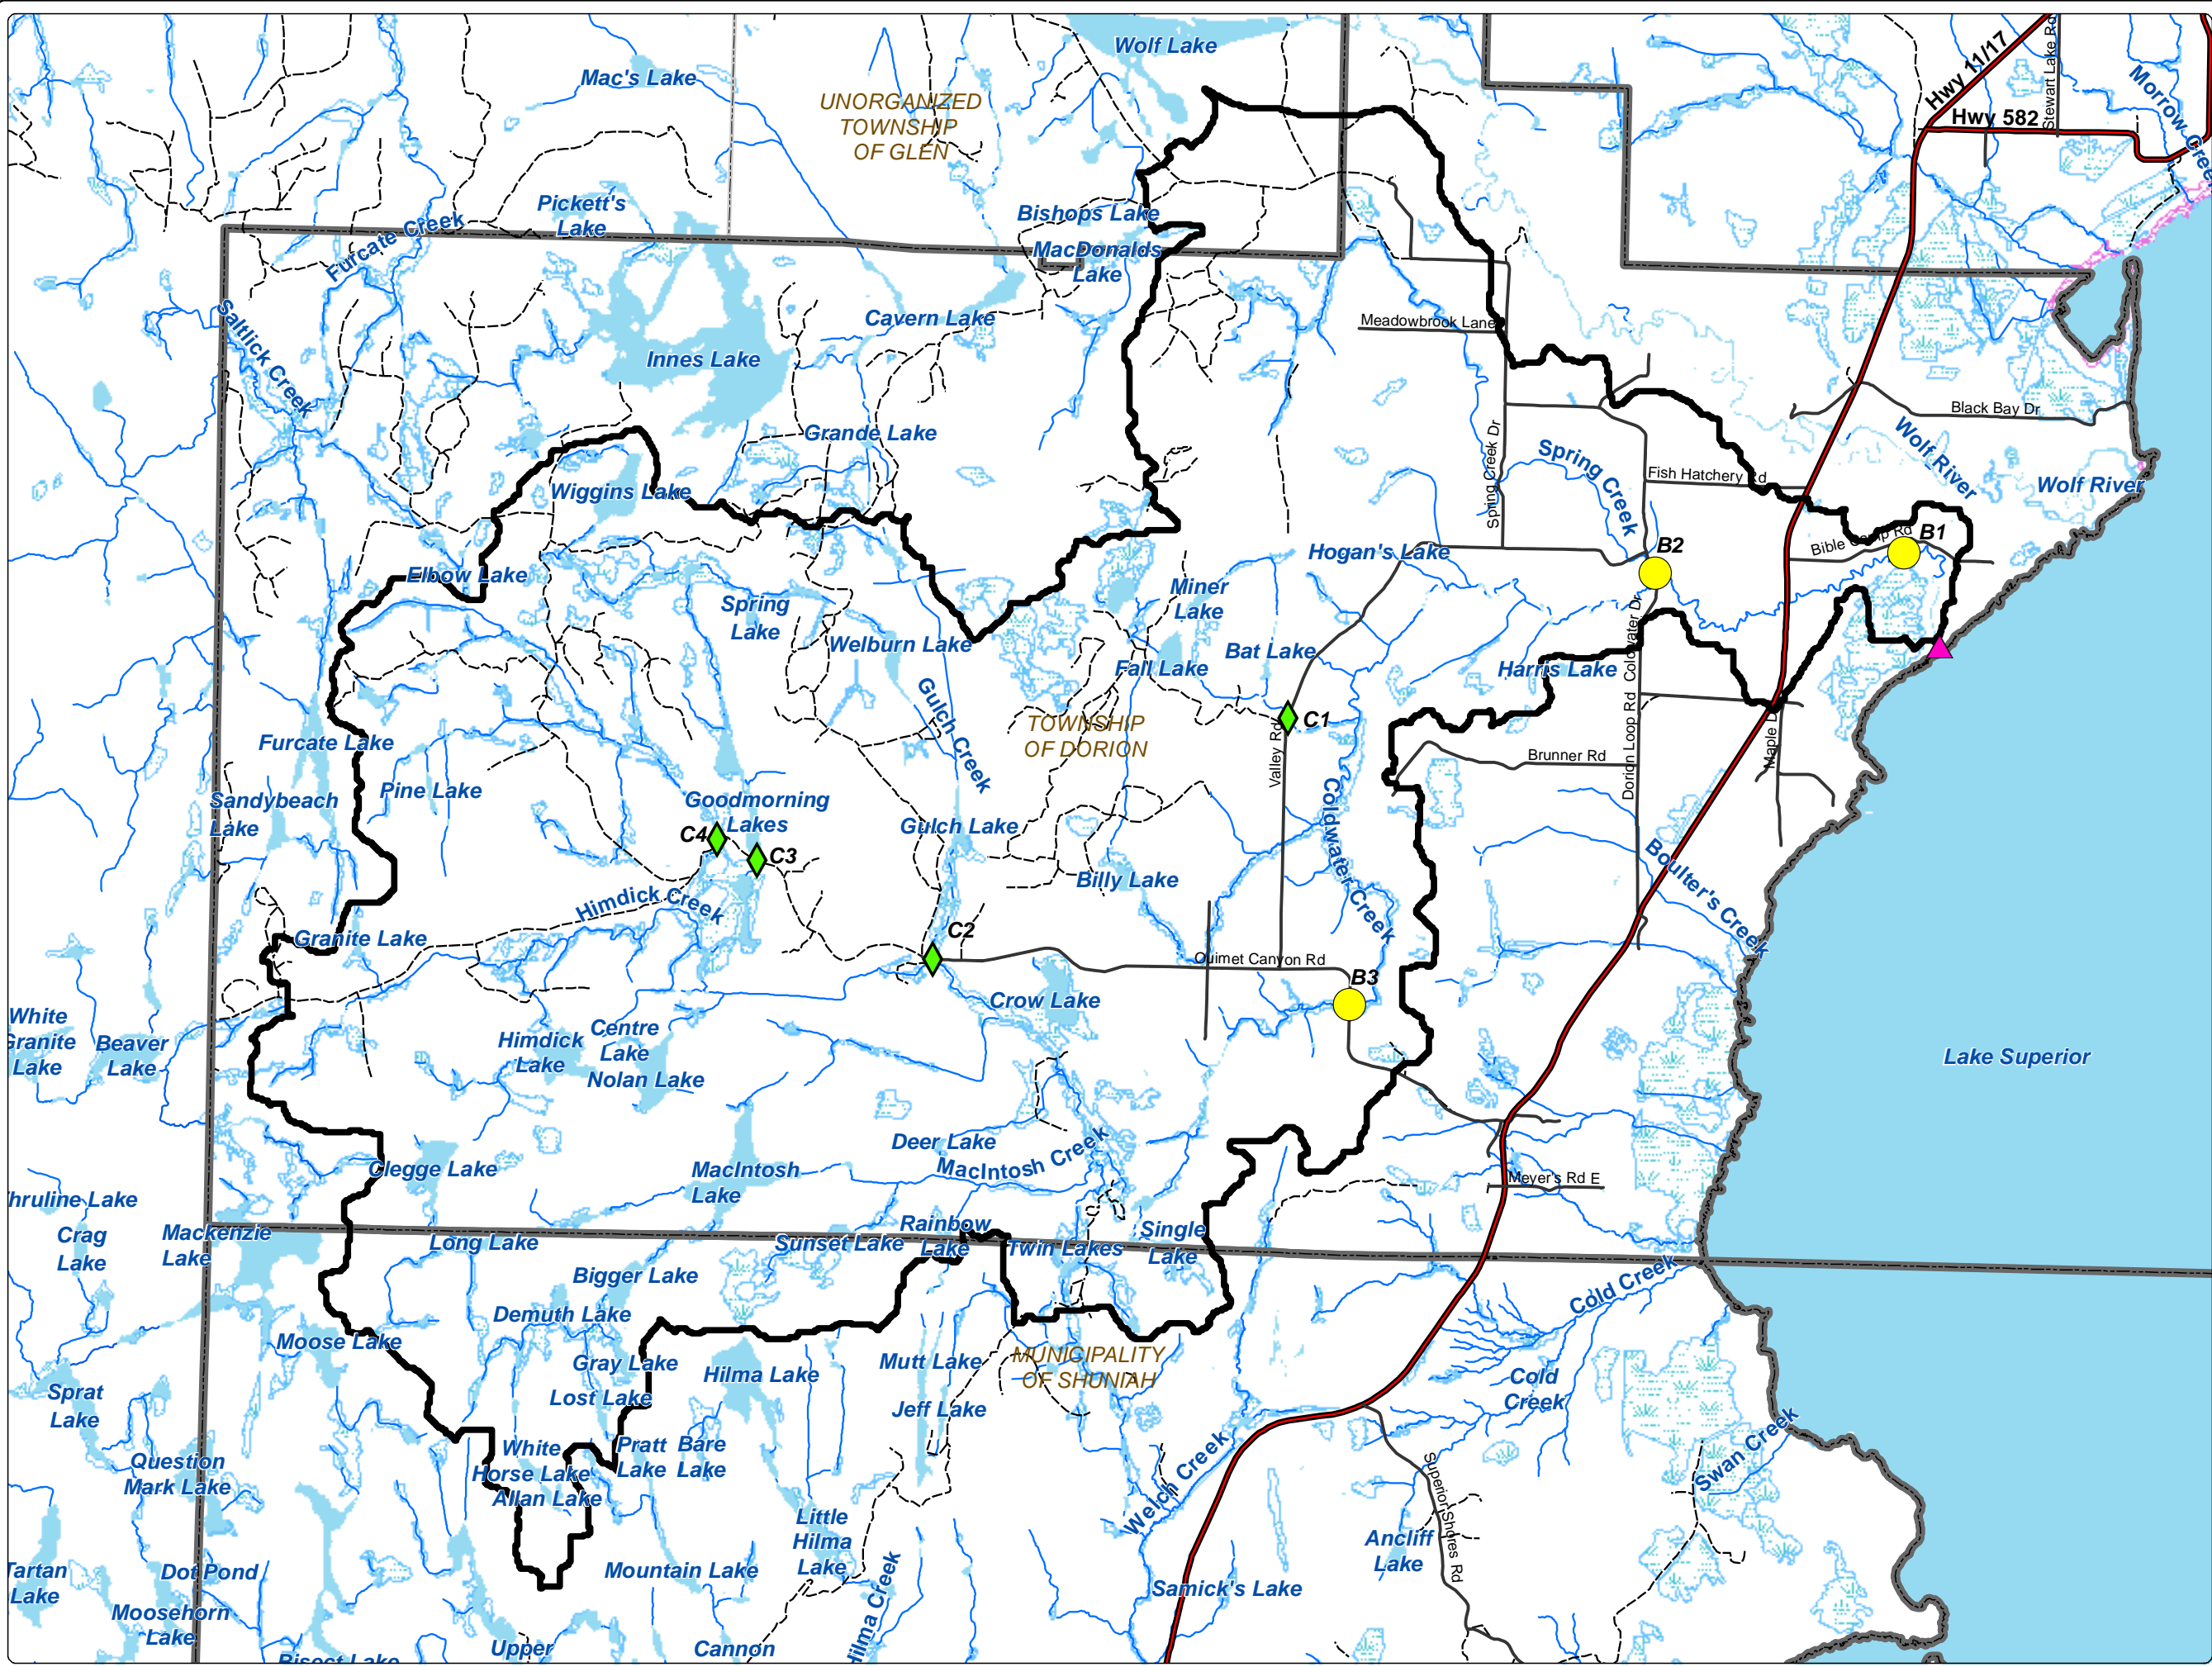 Wolf Lake
Mac's Lake
UNORGANIZED
TOWNSHIP
OF GLEN
Hwy 11/17
Stewart Lake Rd
Hwy 582
Morrow Creek
Pickett's
Lake
Furcate Creek
Bishops Lake
MacDonalds
Lake
Saltlick Creek
Cavern Lake
Meadowbrook Lane
Innes Lake
Black Bay Dr
Grande Lake
Spring Creek Dr
Spring Creek
Wolf River
Wiggins Lake
Fish Hatchery Rd
Wolf River
Bible Camp Rd
B1
B2
Hogan's Lake
Elbow Lake
Miner
Lake
Spring
Lake
Welburn Lake
Coldwater Dr
Bat Lake
Fall Lake
Harris Lake
Gulch Creek
TOWNSHIP
OF DORION
C1
Valley Rd
Dorion Loop Rd
Furcate Lake
Brunner Rd
Pine Lake
Sandybeach
Lake
Goodmorning
Lakes
C4
C3
Gulch Lake
Coldwater Creek
Boulter's Creek
Billy Lake
Himdick Creek
Granite Lake
C2
Ouimet Canyon Rd
B3
Crow Lake
White
Granite
Lake
Beaver
Lake
Himdick
Lake
Centre
Lake
Nolan Lake
Lake Superior
Deer Lake
MacIntosh Creek
Clegge Lake
MacIntosh
Lake
Meyer's Rd E
Thruline Lake
Crag
Lake
Mackenzie
Lake
Long Lake
Sunset Lake
Rainbow
Lake
Twin Lakes
Single
Lake
Bigger Lake
Cold Creek
Demuth Lake
Moose Lake
Gray Lake
Hilma Lake
Mutt Lake
MUNICIPALITY
OF SHUNIAH
Sprat
Lake
Lost Lake
Jeff Lake
Cold
Creek
White
Horse Lake
Pratt
Lake
Bare
Lake
Question
Mark Lake
Allan Lake
Welch Creek
Superior Shores Rd
Swan Creek
Little
Hilma
Lake
Ancliff
Lake
Tartan
Lake
Dot Pond
Mountain Lake
Hilma Creek
Samick's Lake
Moosehorn
Lake
Bisect Lake
Upper
Cannon